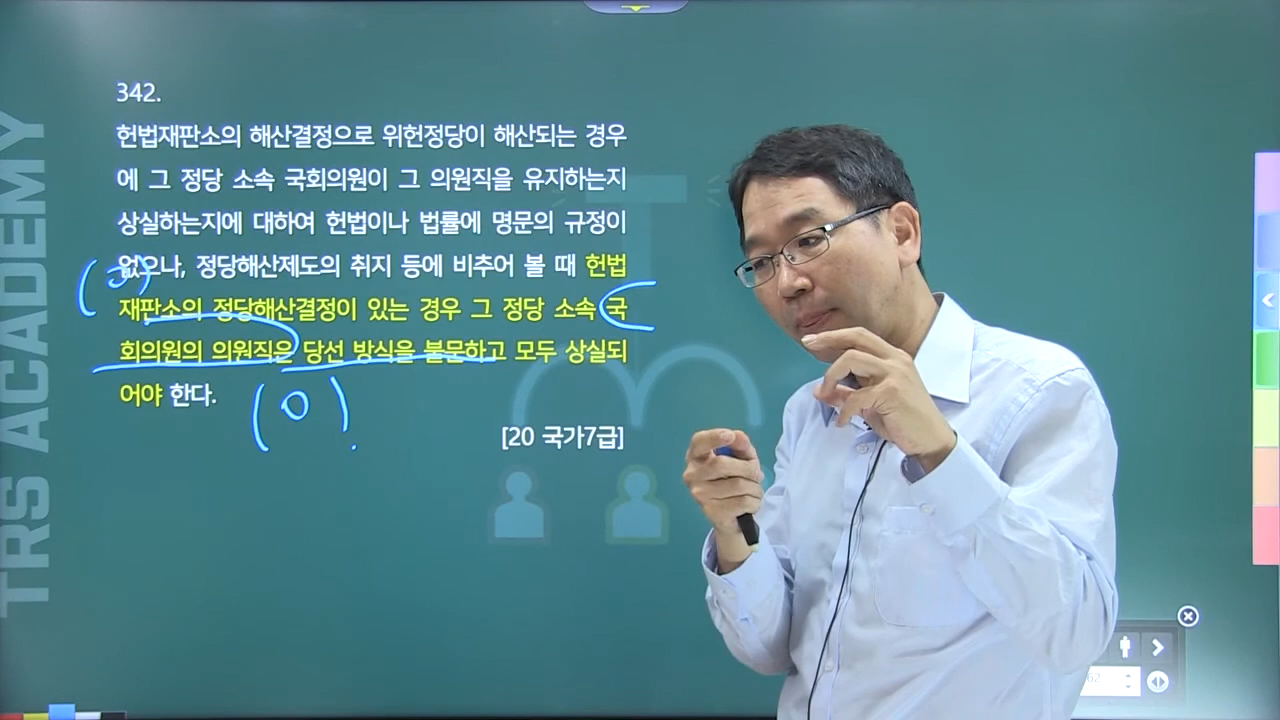 342.
헌법재판소의 해산결정으로 위헌정당이 해산되는 경우
에 그 정당 소속 국회의원이 그 의원직을 유지하는지
상실하는지에 대하여 헌법이나 법률에 명문의 규정이
없으나, 정당해산제도의 취지 등에 비추어 볼 때 헌법
재판소의 정당해산결정이 있는 경우 그 정당 소속 국
회의원의 의원직은 당선 방식을 불문하고 모두 상실되
어야 한다.
(O)
[20 국가7급]
TRS ACADEMY
62